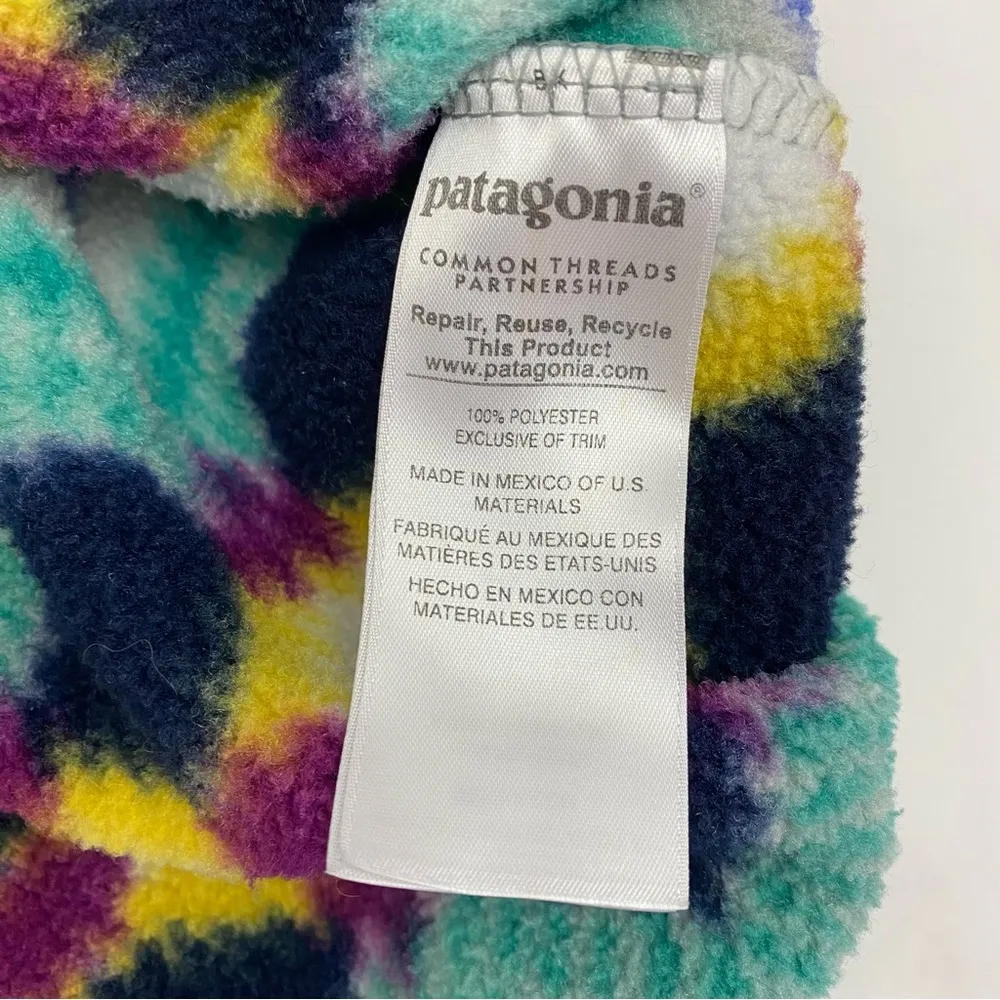 patagonia®
COMMON THREADS
PARTNERSHIP
Repair, Reuse, Recycle
This Product
www.patagonia.com
100% POLYESTER
EXCLUSIVE OF TRIM
MADE IN MEXICO OF U.S.
MATERIALS
FABRIQUÉ AU MEXIQUE DES
MATIÈRES DES ETATS-UNIS
HECHO EN MEXICO CON
MATERIALES DE EE.UU.